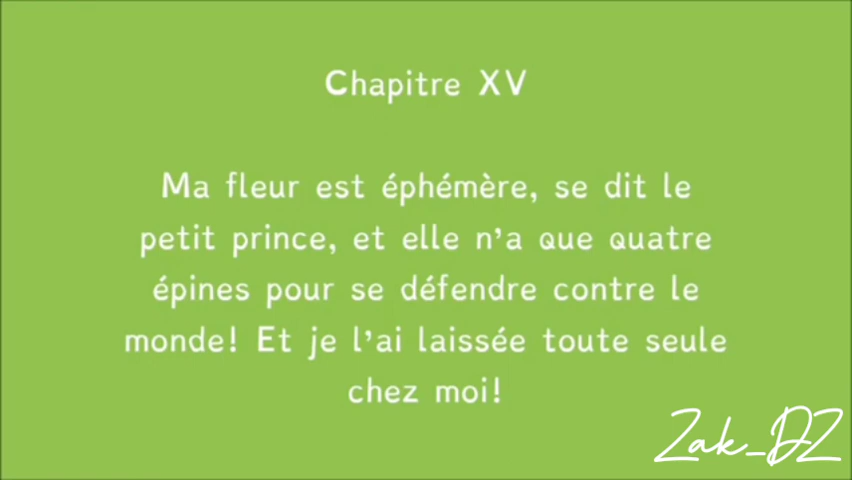 Chapitre XV
Ma fleur est éphémère, se dit le
petit prince, et elle n'a que quatre
épines pour se défendre contre le
monde! Et je l'ai laissée toute seule
chez moi!
Zak_DZ